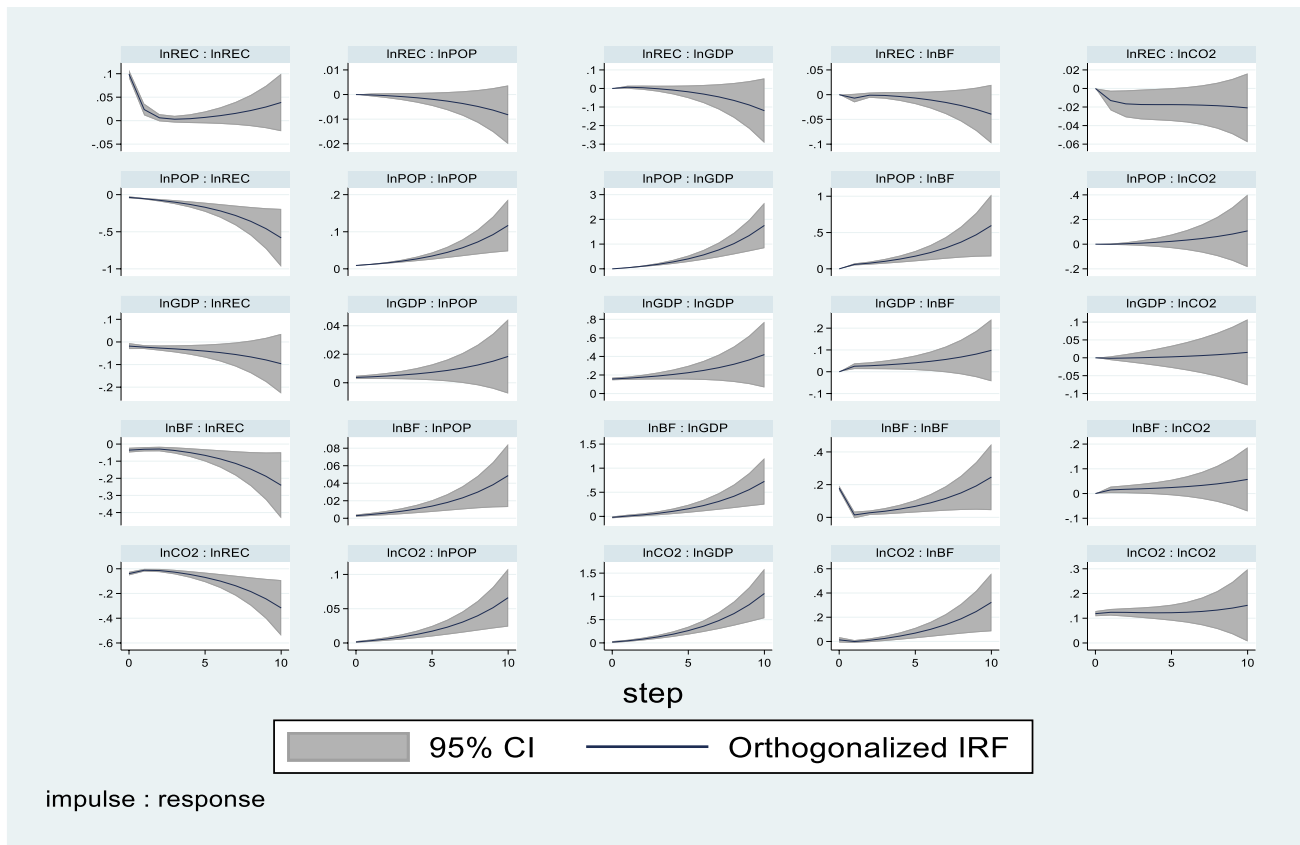 lnREC : lnREC lnREC : lnPOP lnREC : lnGDP lnREC : lnBF lnREC : lnCO2
.1 .05 0 -.05
.01 0 -.01 -.02
.1 0 -.1 -.2 -.3
.05 0 -.05 -.1
.02 0 -.02 -.04 -.06
lnPOP : lnREC lnPOP : lnPOP lnPOP : lnGDP lnPOP : lnBF lnPOP : lnCO2
0 -.5 -1
.2 .1 0
3 2 1 0
1 .5 0
.4 .2 0 -.2
lnGDP : lnREC lnGDP : lnPOP lnGDP : lnGDP lnGDP : lnBF lnGDP : lnCO2
.1 0 -.1 -.2
.04 .02 0
.8 .6 .4 .2 0
.2 .1 0 -.1
.1 .05 0 -.05 -.1
lnBF : lnREC lnBF : lnPOP lnBF : lnGDP lnBF : lnBF lnBF : lnCO2
0 -.1 -.2 -.3 -.4
.08 .06 .04 .02 0
1.5 1 .5 0
.4 .2 0
.2 .1 0 -.1
lnCO2 : lnREC lnCO2 : lnPOP lnCO2 : lnGDP lnCO2 : lnBF lnCO2 : lnCO2
0 -.2 -.4 -.6
.1 .05 0
1.5 1 .5 0
.6 .4 .2 0
.3 .2 .1 0
0 5 10 0 5 10 0 5 10 0 5 10 0 5 10
step
95% CI Orthogonalized IRF
impulse : response